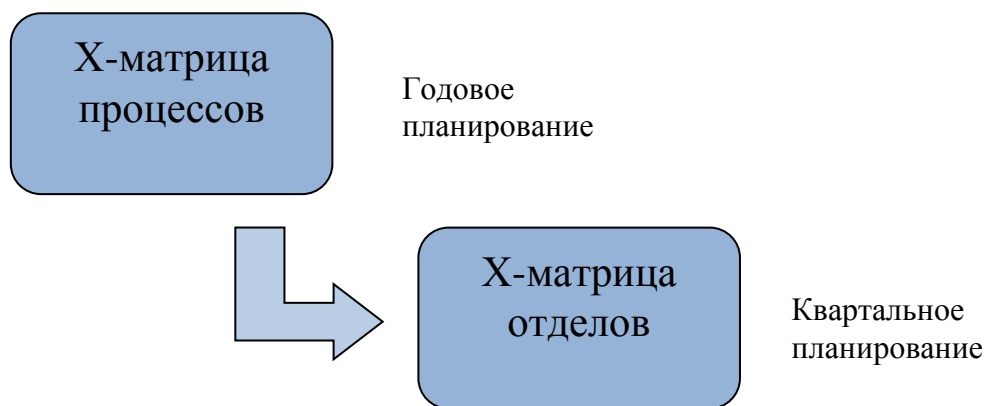 Х-матрица
процессов
Годовое
планирование
Х-матрица
отделов
Квартальное
планирование